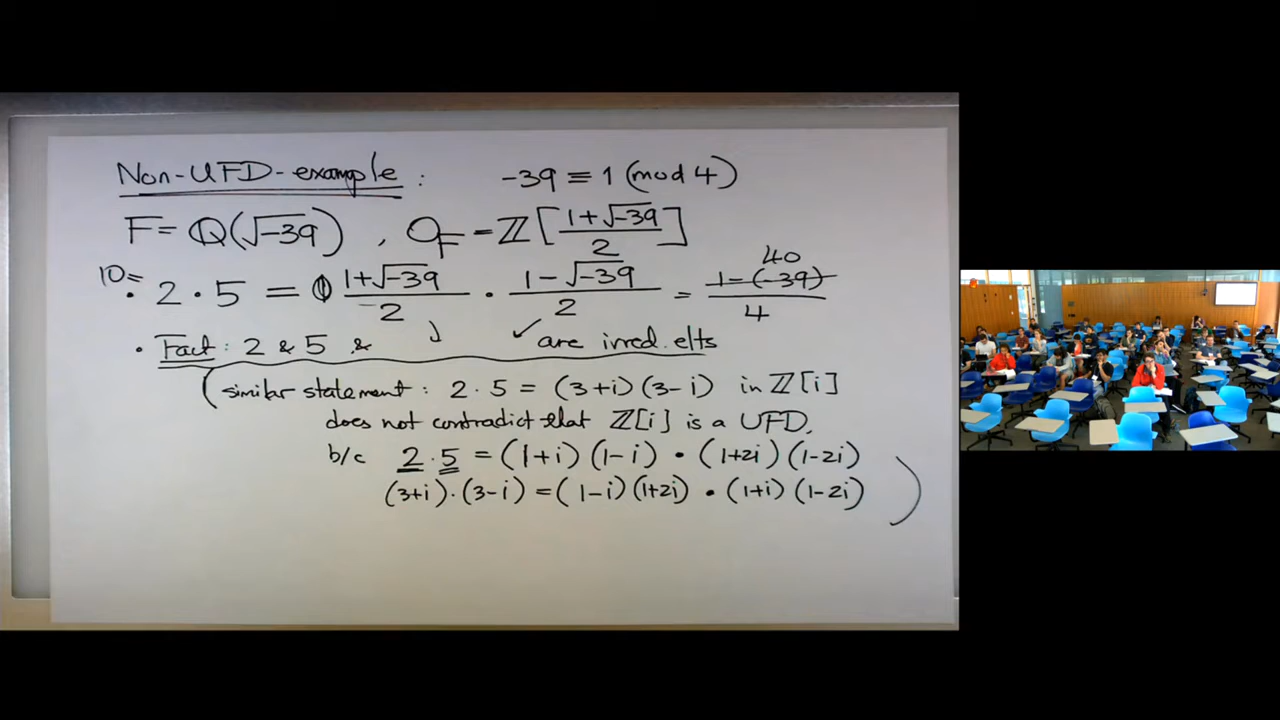 Non-UFD-example : -39 ≡ 1 (mod 4)
F = ℚ(√-39) , O_F = ℤ[(1+√-39)/2]
10 = · 2 · 5 = (1+√-39)/2 · (1-√-39)/2 = (1-(-39))/4 40
· Fact : 2 & 5 & ↓ ✓ are irred. elts
(similar statement : 2 · 5 = (3+i)(3-i) in ℤ[i]
does not contradict that ℤ[i] is a UFD,
b/c 2 · 5 = (1+i)(1-i) · (1+2i)(1-2i)
(3+i)·(3-i) = (1-i)(1+2i) · (1+i)(1-2i) )